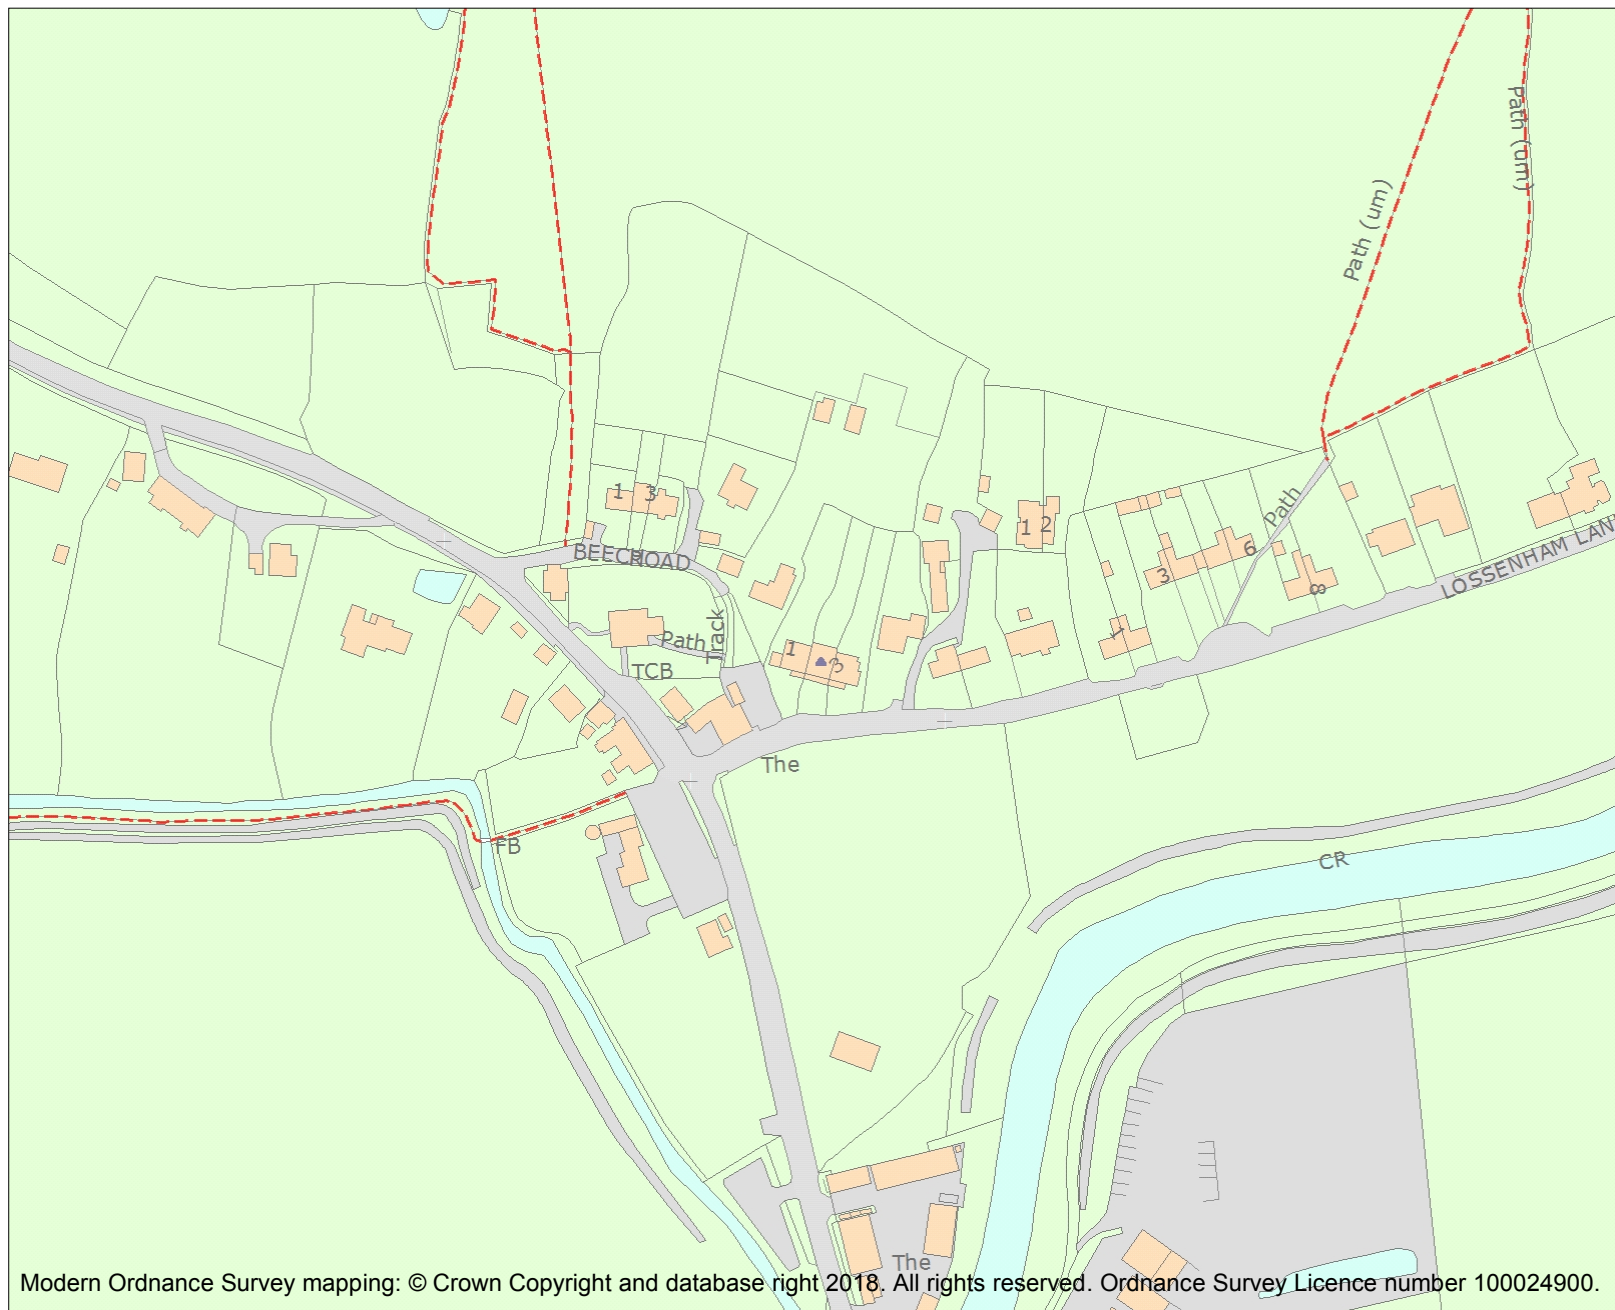 Path (um)
Path (um)
1
3
BEECHOAD
1
2
Path
6
3
8
LOSSENHAM LAN
1
Path
Track
1
3
TCB
The
FB
CR
The
Modern Ordnance Survey mapping: © Crown Copyright and database right 2018. All rights reserved. Ordnance Survey Licence number 100024900.